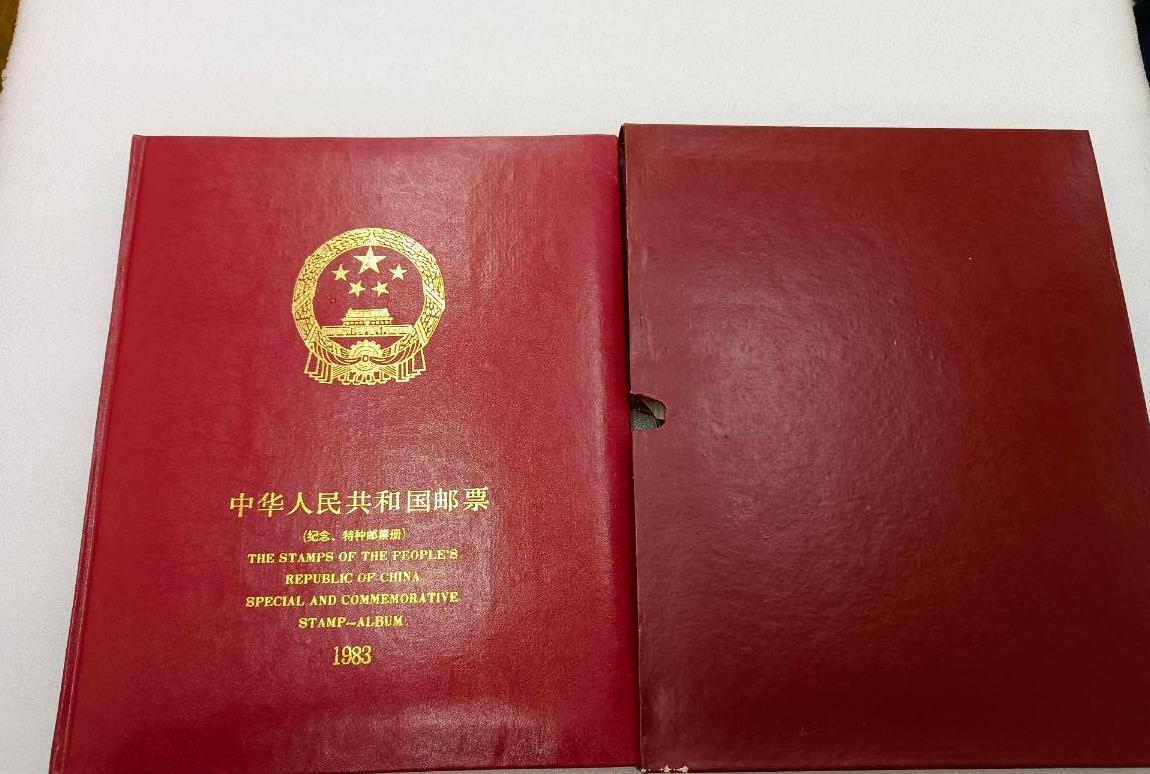 中华人民共和国邮票
(纪念、特种邮票册)
THE STAMPS OF THE PEOPLE'S
REPUBLIC OF CHINA
SPECIAL AND COMMEMORATIVE
STAMP—ALBUM
1983